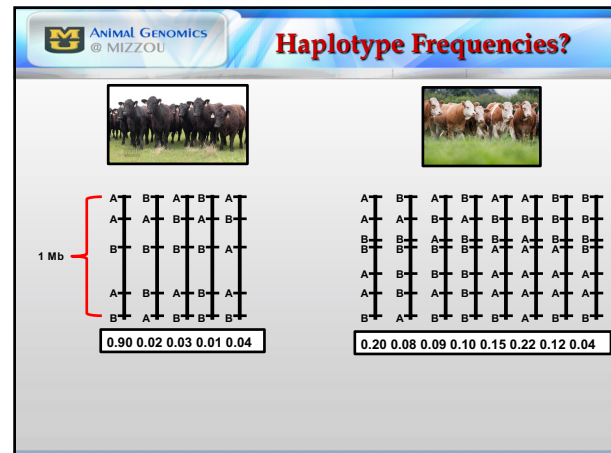 ANIMAL GENOMICS
@ MIZZOU
Haplotype Frequencies?
A B A B A
A A B A B
1 Mb
B B B B A
A B B A A
B A B B B
0.90 0.02 0.03 0.01 0.04
A B B B A A B B
A A B A A B A B
B B A B B A B B
B B B B A A A B
A A B B A A B B
A A B B A B A B
B A B B B A B B
0.20 0.08 0.09 0.10 0.15 0.22 0.12 0.04